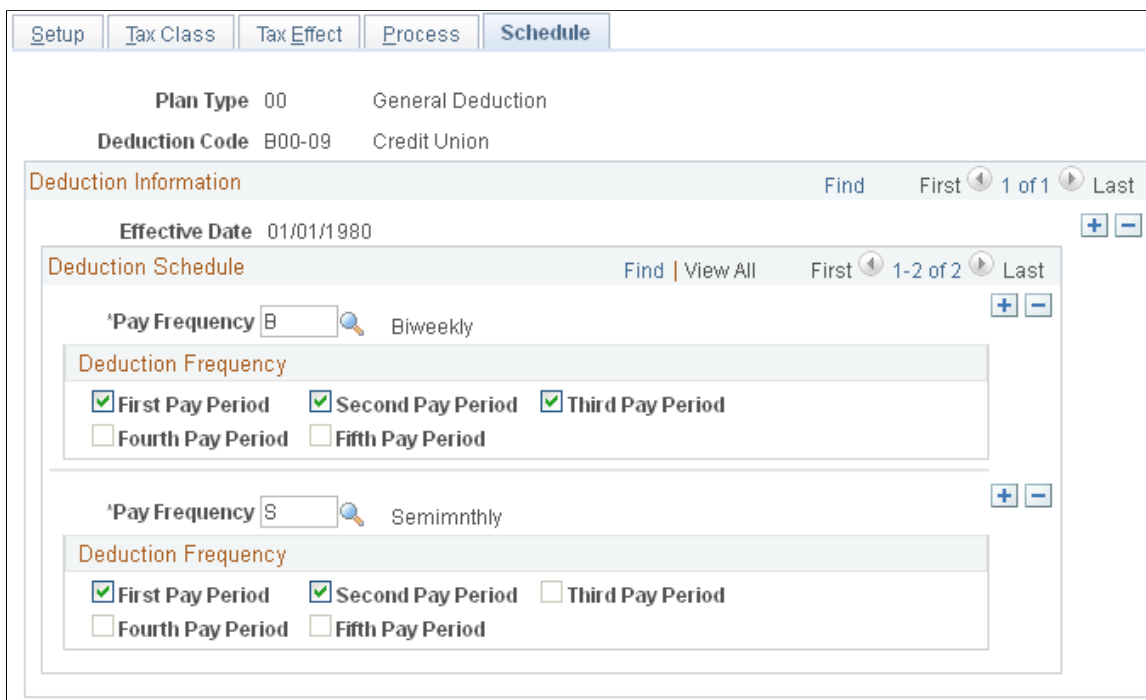 Setup Tax Class Tax Effect Process Schedule
Plan Type 00 General Deduction
Deduction Code B00-09 Credit Union
Deduction Information Find First 1 of 1 Last
Effective Date 01/01/1980
Deduction Schedule Find | View All First 1-2 of 2 Last
*Pay Frequency B Biweekly
Deduction Frequency
First Pay Period Second Pay Period Third Pay Period
Fourth Pay Period Fifth Pay Period
*Pay Frequency S Semimnthly
Deduction Frequency
First Pay Period Second Pay Period Third Pay Period
Fourth Pay Period Fifth Pay Period